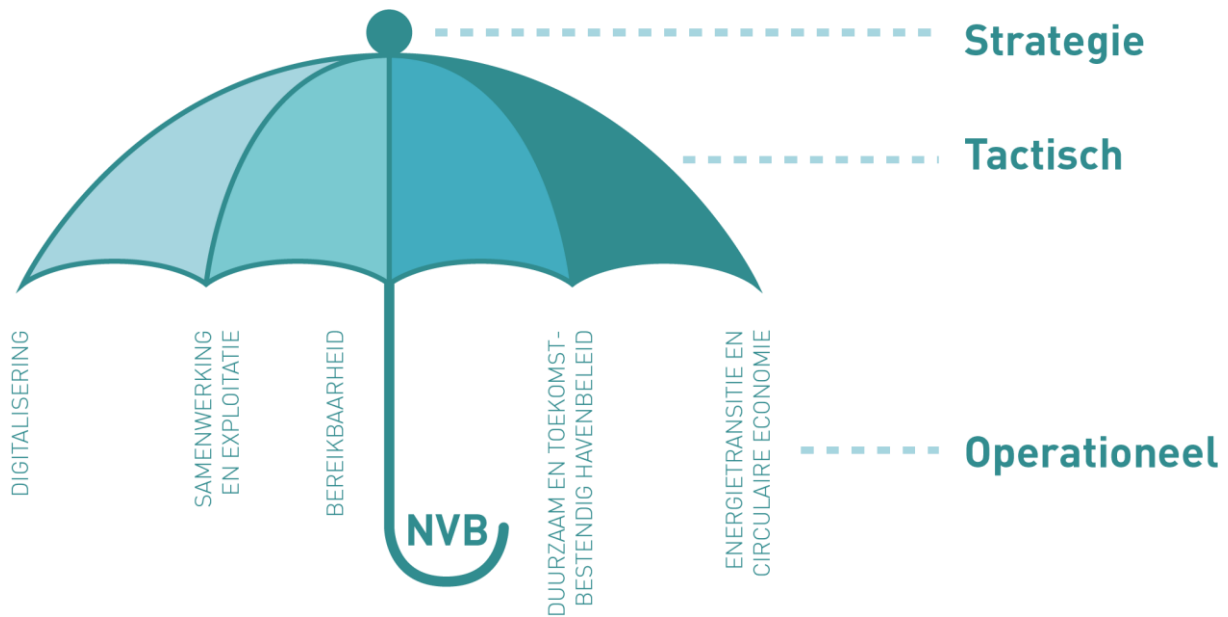 Strategie
Tactisch
DIGITALISERING
SAMENWERKING
EN EXPLOITATIE
BEREIKBAARHEID
NVB
DUURZAAM EN TOEKOMST-
BESTENDIG HAVENBELEID
ENERGIETRANSITIE EN
CIRCULAIRE ECONOMIE
Operationeel